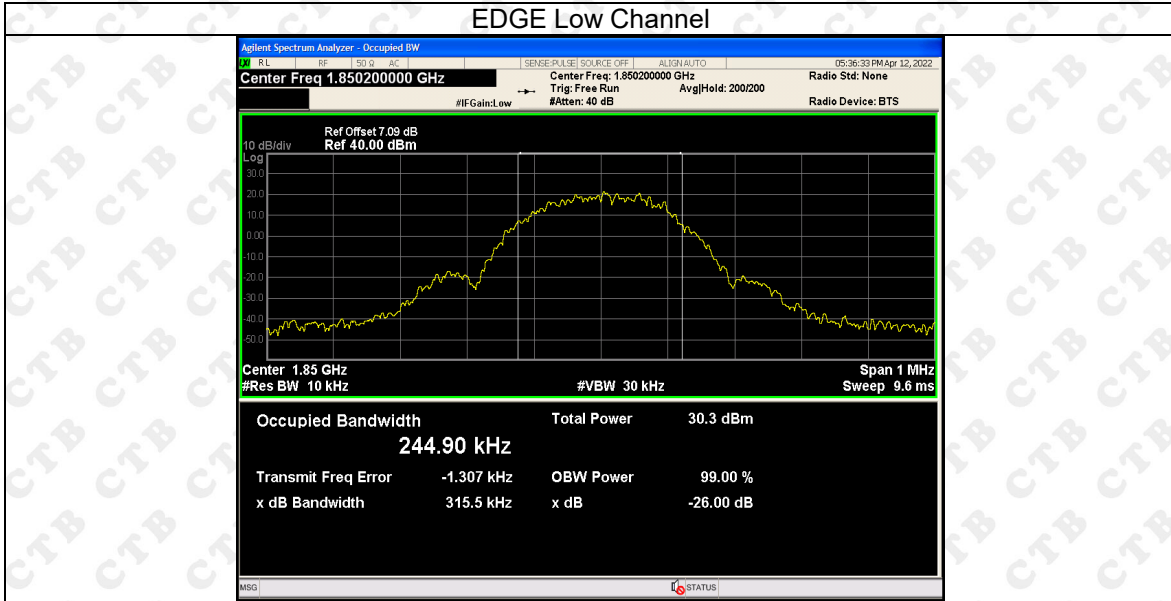 EDGE Low Channel
Agilent Spectrum Analyzer - Occupied BW
LXI RL RF 50 Ω AC SENSE:PULSE SOURCE OFF ALIGN AUTO 05:36:33 PM Apr 12, 2022
Center Freq 1.850200000 GHz Center Freq: 1.850200000 GHz Radio Std: None
Trig: Free Run Avg|Hold: 200/200
#IFGain:Low #Atten: 40 dB Radio Device: BTS
Ref Offset 7.09 dB
10 dB/div Ref 40.00 dBm
Log
30.0
20.0
10.0
0.00
-10.0
-20.0
-30.0
-40.0
-50.0
Center 1.85 GHz Span 1 MHz
#Res BW 10 kHz #VBW 30 kHz Sweep 9.6 ms
Occupied Bandwidth Total Power 30.3 dBm
244.90 kHz
Transmit Freq Error -1.307 kHz OBW Power 99.00 %
x dB Bandwidth 315.5 kHz x dB -26.00 dB
MSG STATUS